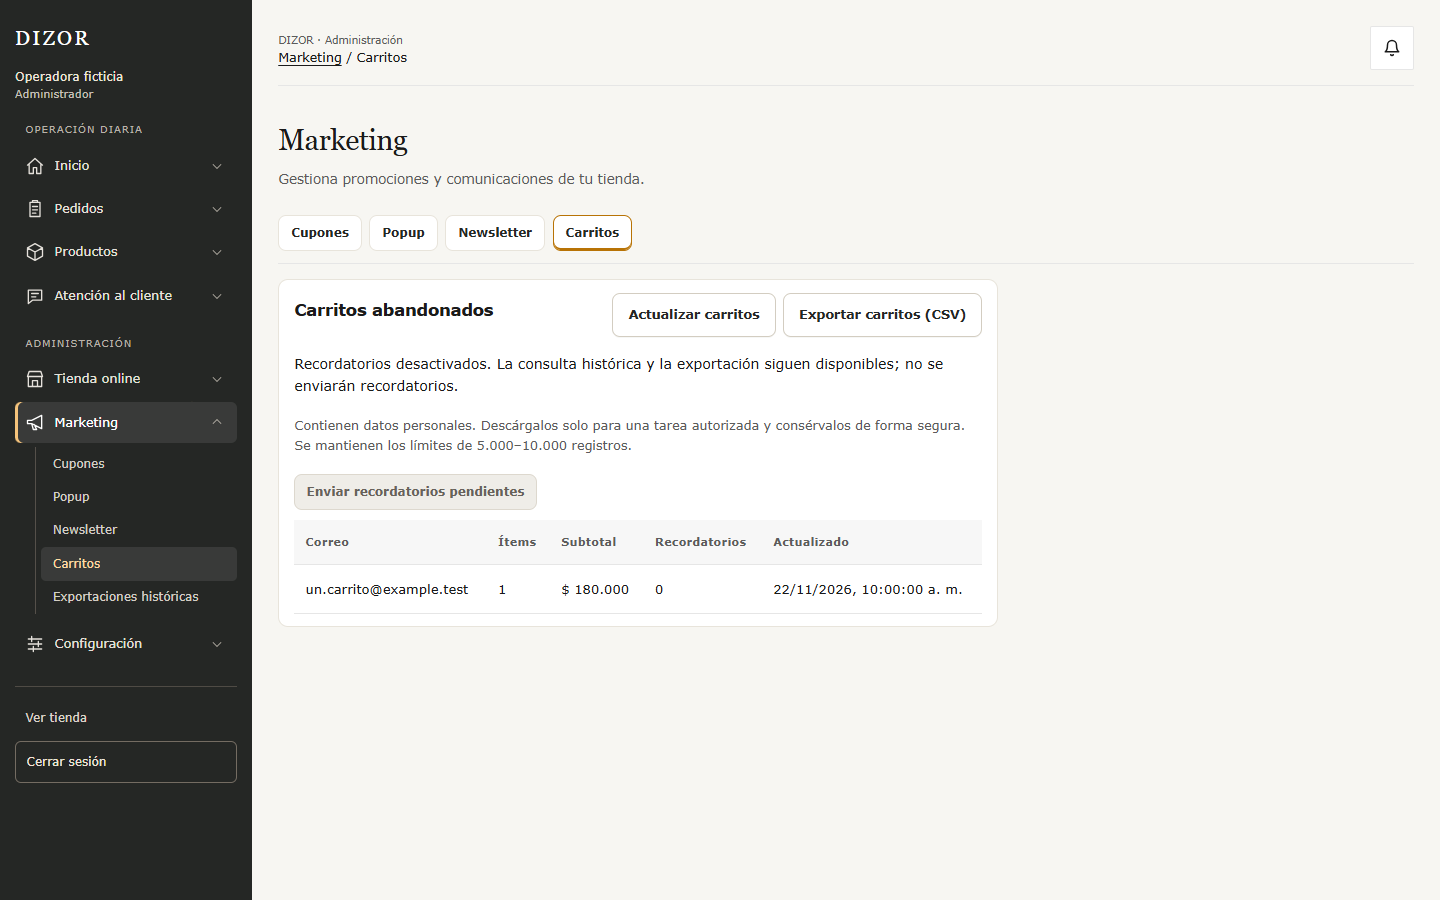 DIZOR
Operadora ficticia
Administrador
OPERACIÓN DIARIA
Inicio
Pedidos
Productos
Atención al cliente
ADMINISTRACIÓN
Tienda online
Marketing
Cupones
Popup
Newsletter
Carritos
Exportaciones históricas
Configuración
Ver tienda
Cerrar sesión
DIZOR · Administración
Marketing / Carritos
Marketing
Gestiona promociones y comunicaciones de tu tienda.
Cupones Popup Newsletter Carritos
Carritos abandonados Actualizar carritos Exportar carritos (CSV)
Recordatorios desactivados. La consulta histórica y la exportación siguen disponibles; no se
enviarán recordatorios.
Contienen datos personales. Descárgalos solo para una tarea autorizada y consérvalos de forma segura.
Se mantienen los límites de 5.000–10.000 registros.
Enviar recordatorios pendientes
Correo Ítems Subtotal Recordatorios Actualizado
un.carrito@example.test 1 $ 180.000 0 22/11/2026, 10:00:00 a. m.